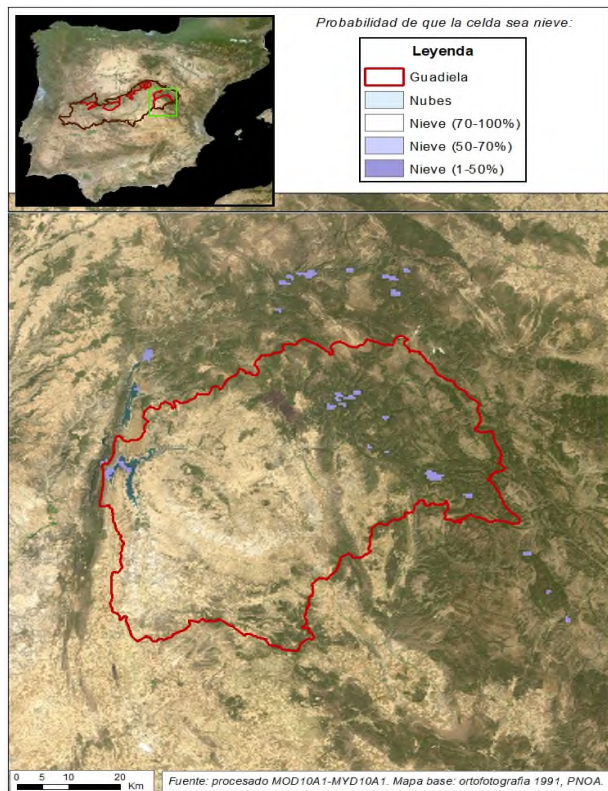 Probabilidad de que la celda sea nieve:
Leyenda
Guadiela
Nubes
Nieve (70-100%)
Nieve (50-70%)
Nieve (1-50%)
0 5 10 20
Km
Fuente: procesado MOD10A1-MYD10A1. Mapa base: ortofotografia 1991, PNOA.